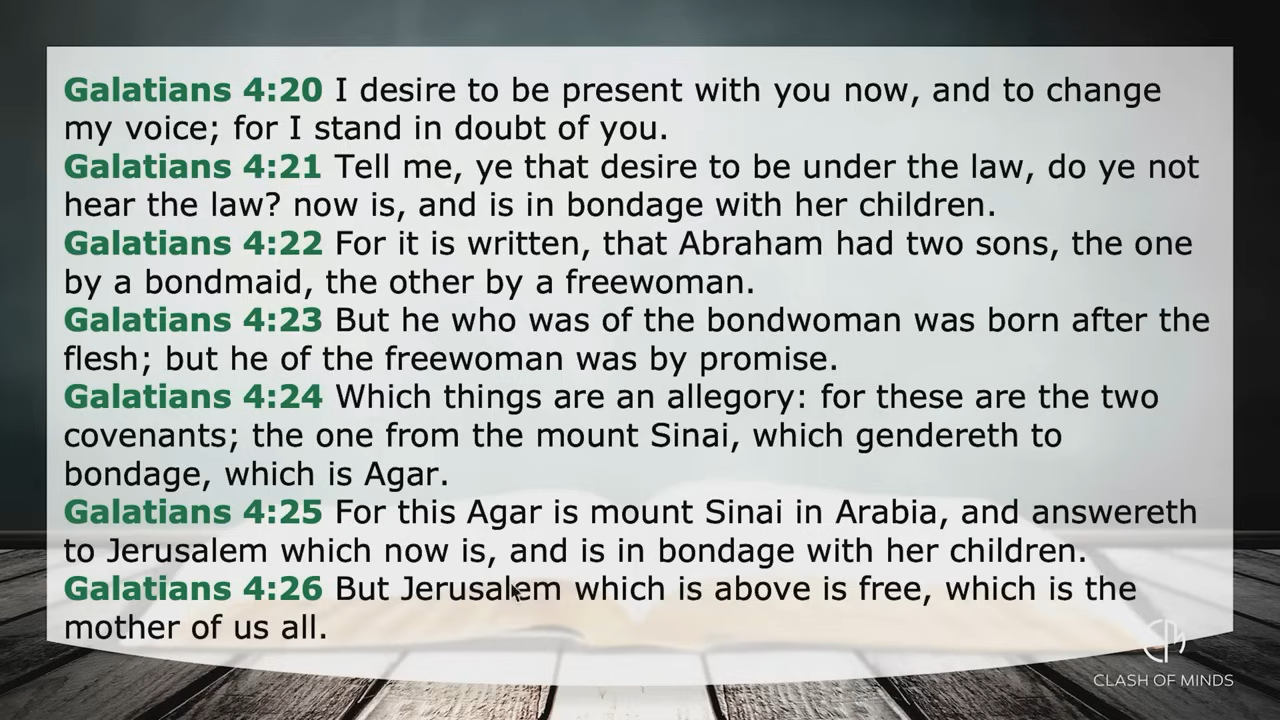 Galatians 4:20 I desire to be present with you now, and to change
my voice; for I stand in doubt of you.
Galatians 4:21 Tell me, ye that desire to be under the law, do ye not
hear the law? now is, and is in bondage with her children.
Galatians 4:22 For it is written, that Abraham had two sons, the one
by a bondmaid, the other by a freewoman.
Galatians 4:23 But he who was of the bondwoman was born after the
flesh; but he of the freewoman was by promise.
Galatians 4:24 Which things are an allegory: for these are the two
covenants; the one from the mount Sinai, which gendereth to
bondage, which is Agar.
Galatians 4:25 For this Agar is mount Sinai in Arabia, and answereth
to Jerusalem which now is, and is in bondage with her children.
Galatians 4:26 But Jerusalem which is above is free, which is the
mother of us all.
CLASH OF MINDS